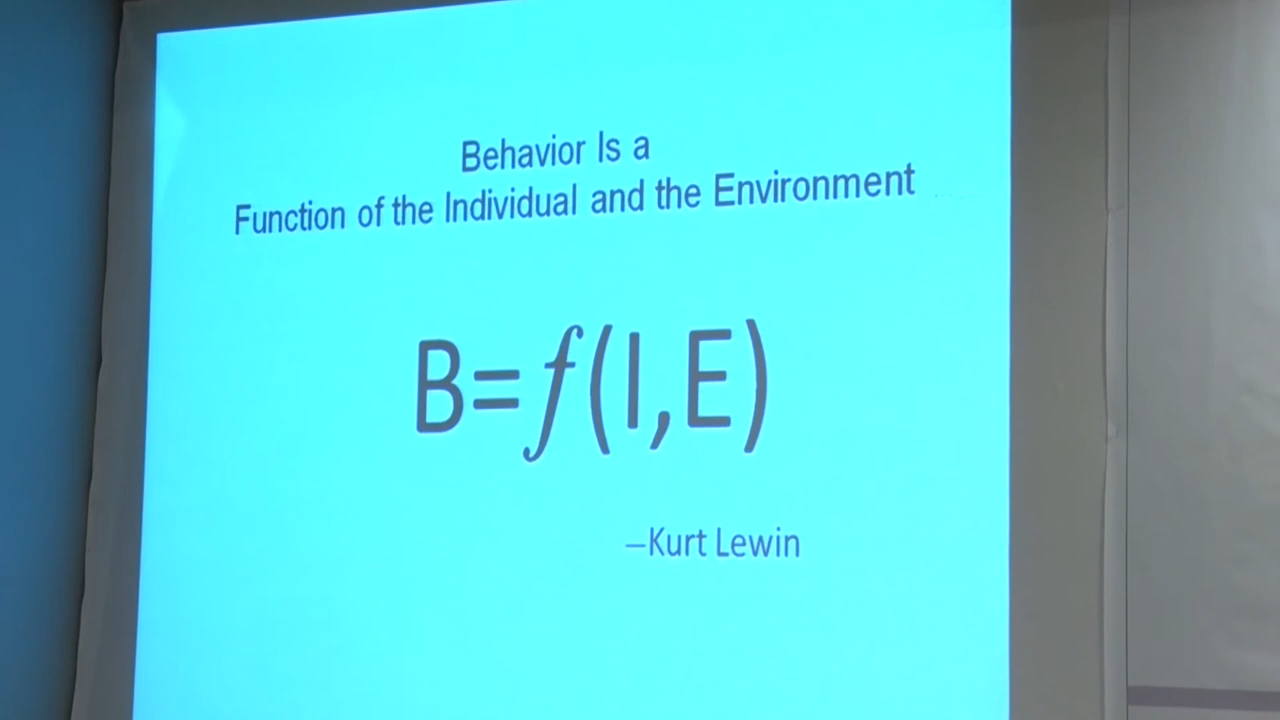 Behavior Is a
Function of the Individual and the Environment
B=f(I,E)
–Kurt Lewin